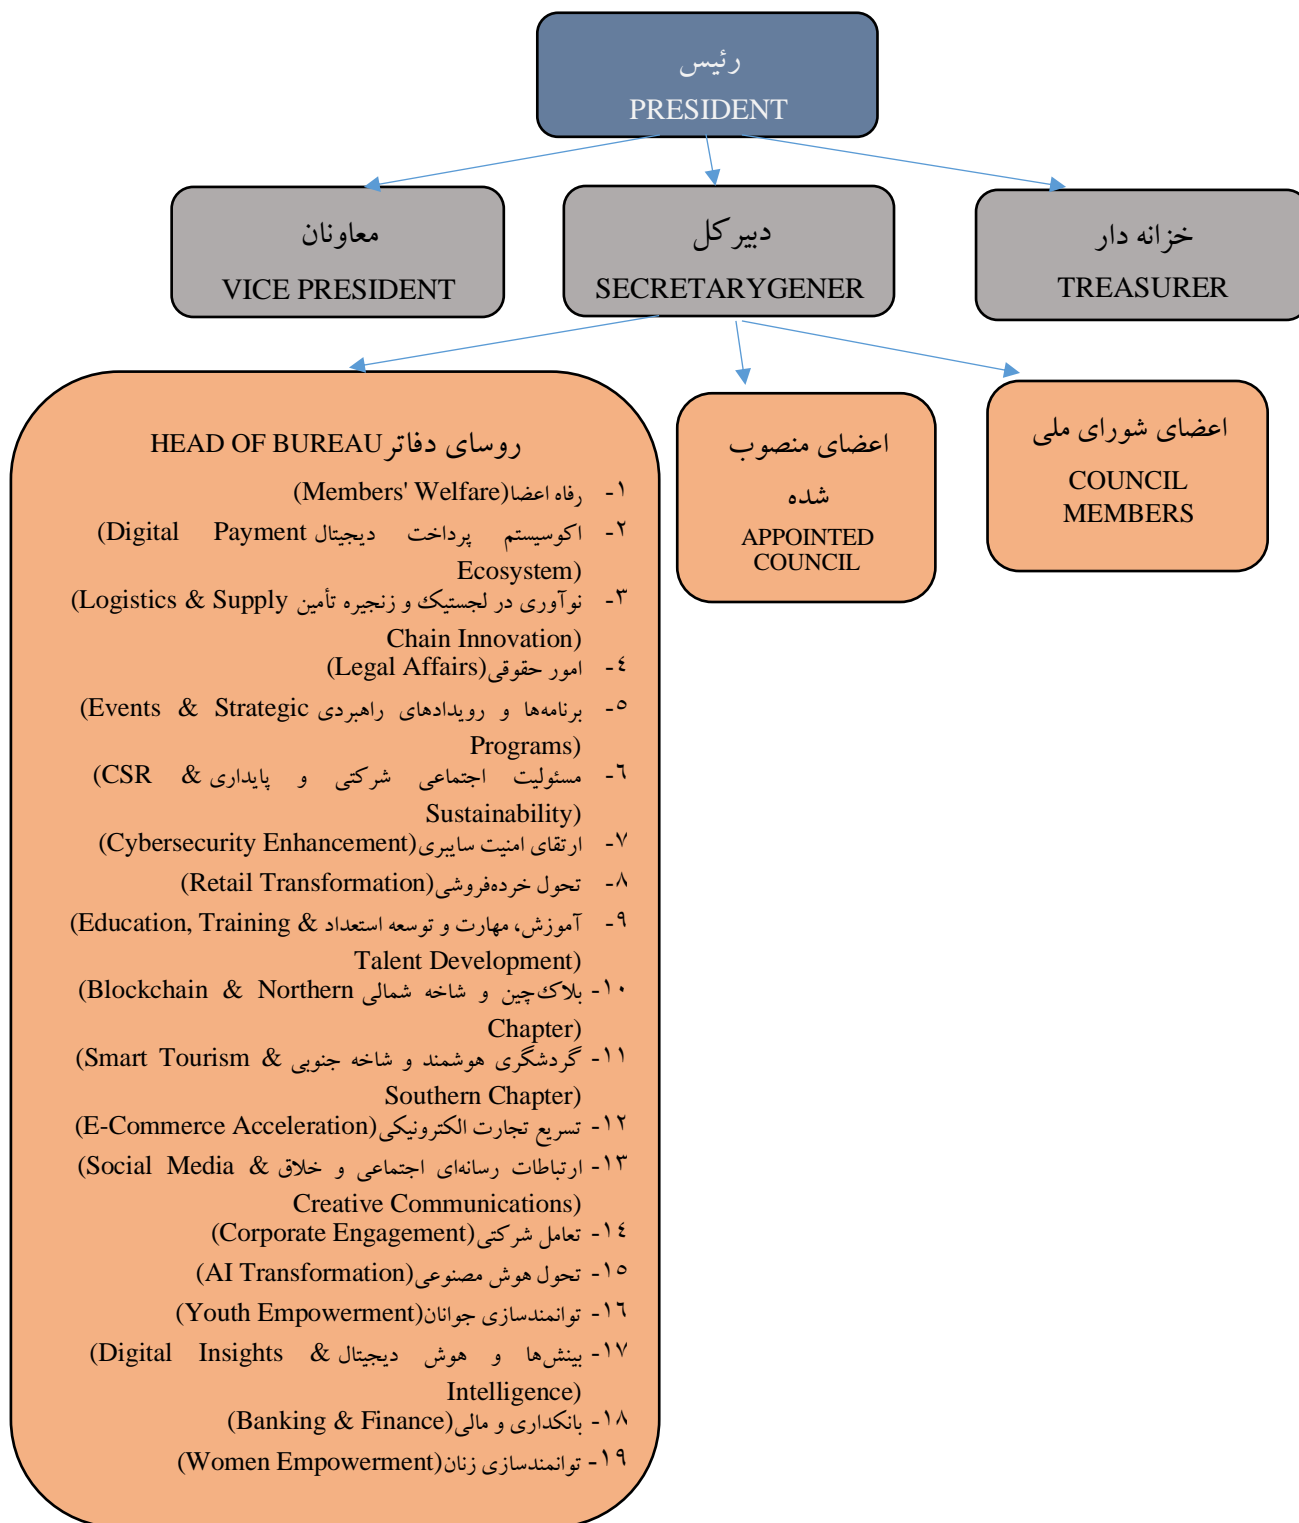 رئیس
PRESIDENT
معاونان
VICE PRESIDENT
دبیرکل
SECRETARYGENER
خزانه دار
TREASURER
روسای دفاتر HEAD OF BUREAU
۱- رفاه اعضا(Members' Welfare)
۲- اکوسیستم پرداخت دیجیتال (Digital Payment
Ecosystem)
۳- نوآوری در لجستیک و زنجیره تأمین (Logistics & Supply
Chain Innovation)
٤- امور حقوقی(Legal Affairs)
۵- برنامه‌ها و رویدادهای راهبردی (Events & Strategic
Programs)
٦- مسئولیت اجتماعی شرکتی و پایداری (CSR &
Sustainability)
۷- ارتقای امنیت سایبری(Cybersecurity Enhancement)
۸- تحول خرده‌فروشی(Retail Transformation)
۹- آموزش، مهارت و توسعه استعداد (Education, Training &
Talent Development)
۱۰- بلاک‌چین و شاخه شمالی (Blockchain & Northern
Chapter)
۱۱- گردشگری هوشمند و شاخه جنوبی (Smart Tourism &
Southern Chapter)
۱۲- تسریع تجارت الکترونیکی(E-Commerce Acceleration)
۱۳- ارتباطات رسانه‌ای اجتماعی و خلاق (Social Media &
Creative Communications)
۱٤- تعامل شرکتی(Corporate Engagement)
۱۵- تحول هوش مصنوعی(AI Transformation)
۱٦- توانمندسازی جوانان(Youth Empowerment)
۱۷- بینش‌ها و هوش دیجیتال (Digital Insights &
Intelligence)
۱۸- بانکداری و مالی(Banking & Finance)
۱۹- توانمندسازی زنان(Women Empowerment)
اعضای منصوب
شده
APPOINTED
COUNCIL
اعضای شورای ملی
COUNCIL
MEMBERS